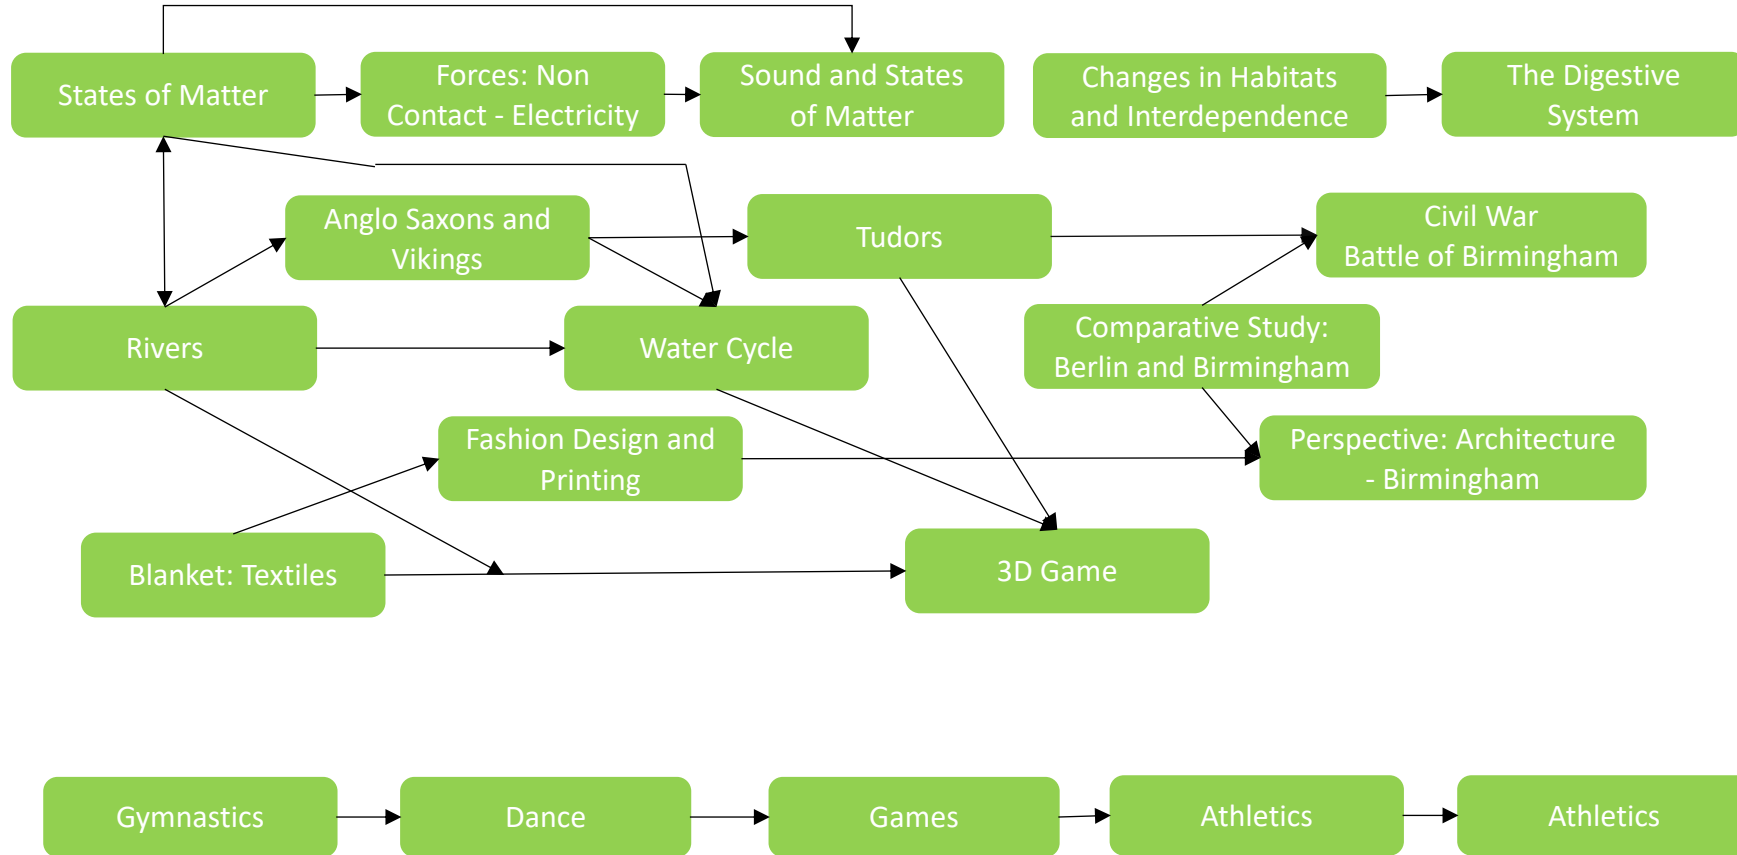 States of Matter
Forces: Non
Contact - Electricity
Sound and States
of Matter
Changes in Habitats
and Interdependence
The Digestive
System
Anglo Saxons and
Vikings
Tudors
Civil War
Battle of Birmingham
Rivers
Water Cycle
Comparative Study:
Berlin and Birmingham
Fashion Design and
Printing
Perspective: Architecture
- Birmingham
Blanket: Textiles
3D Game
Gymnastics
Dance
Games
Athletics
Athletics